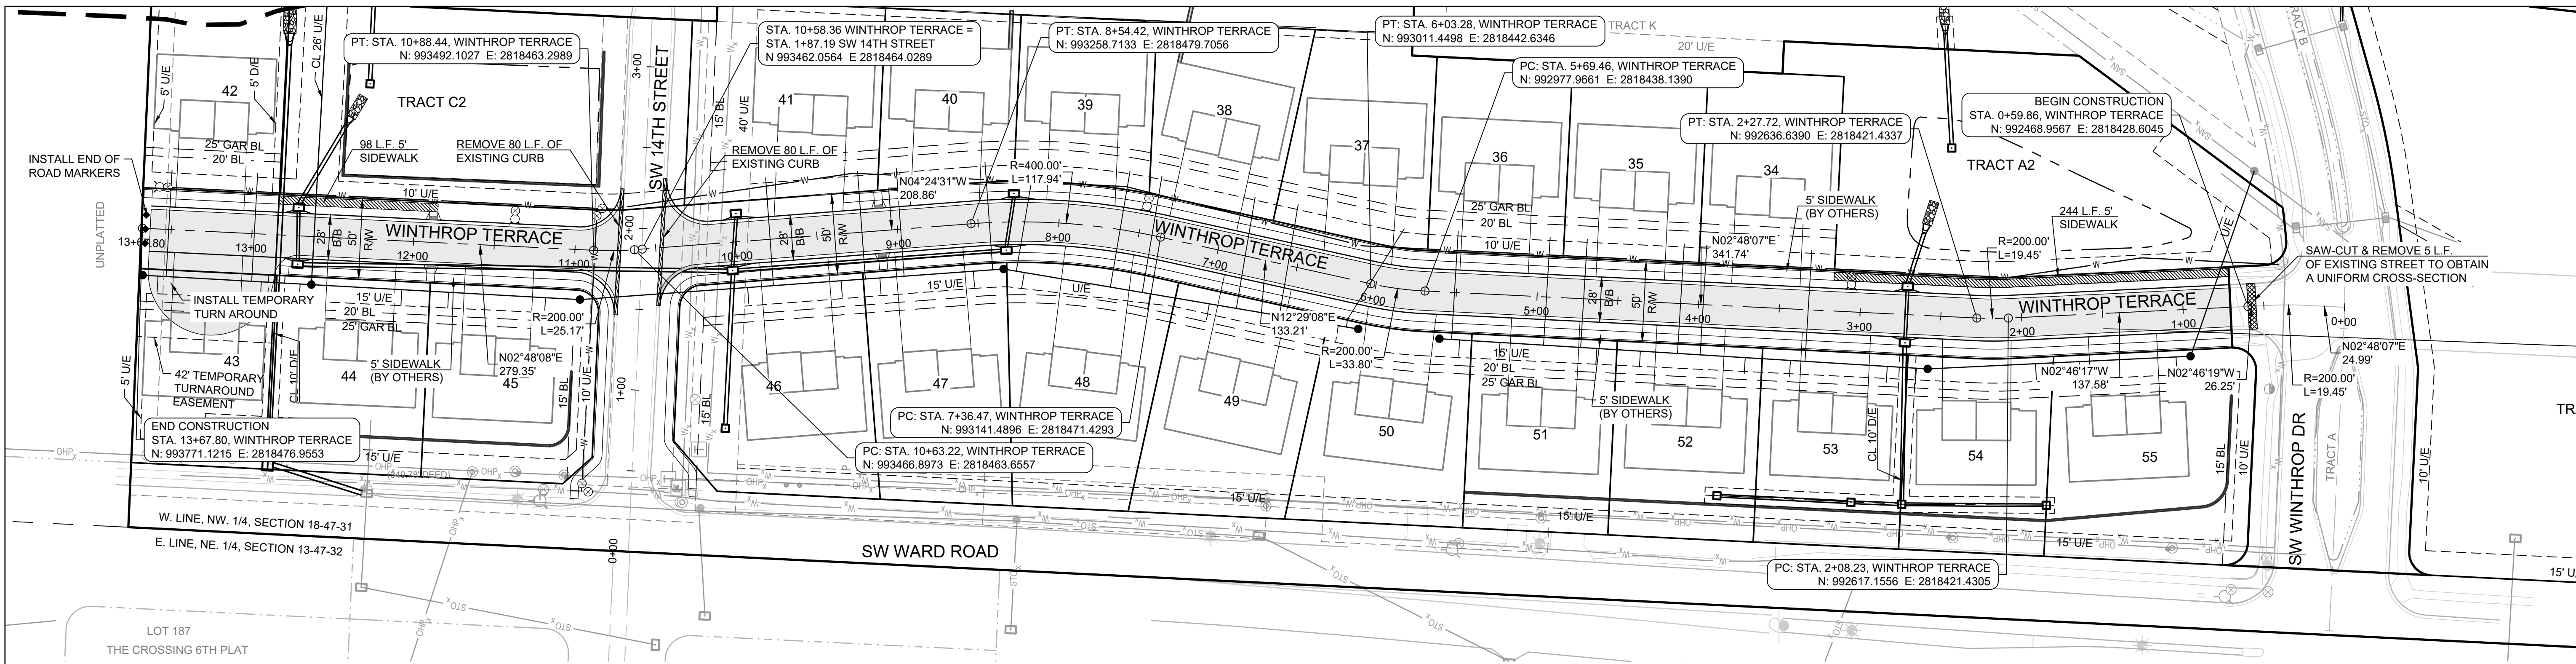 PT: STA. 10+88.44, WINTHROP TERRACE
N: 993492.1027 E: 2818463.2989
STA. 10+58.36 WINTHROP TERRACE =
STA. 1+87.19 SW 14TH STREET
N 993462.0564 E 2818464.0289
PT: STA. 8+54.42, WINTHROP TERRACE
N: 993258.7133 E: 2818479.7056
PT: STA. 6+03.28, WINTHROP TERRACE
N: 993011.4498 E: 2818442.6346
TRACT K
20' U/E
PC: STA. 5+69.46, WINTHROP TERRACE
N: 992977.9661 E: 2818438.1390
PT: STA. 2+27.72, WINTHROP TERRACE
N: 992636.6390 E: 2818421.4337
BEGIN CONSTRUCTION
STA. 0+59.86, WINTHROP TERRACE
N: 992468.9567 E: 2818428.6045
TRACT B
5' U/E
42
5' D/E
CL 26' U/E
TRACT C2
3+00
SW 14TH STREET
15' BL
40' U/E
41
40
39
38
37
36
35
34
TRACT A2
25' GAR BL
20' BL
98 L.F. 5'
SIDEWALK
REMOVE 80 L.F. OF
EXISTING CURB
REMOVE 80 L.F. OF
EXISTING CURB
INSTALL END OF
ROAD MARKERS
10' U/E
N04°24'31"W
208.86'
R=400.00'
L=117.94'
25' GAR BL
20' BL
10' U/E
N02°48'07"E
341.74'
5' SIDEWALK
(BY OTHERS)
R=200.00'
L=19.45'
244 L.F. 5'
SIDEWALK
U/E
SAW-CUT & REMOVE 5 L.F.
OF EXISTING STREET TO OBTAIN
A UNIFORM CROSS-SECTION
UNPLATTED
13+67.80
13+00
28'
B/B
50'
R/W
WINTHROP TERRACE
12+00
11+00
2+00
10+00
28'
B/B
50'
R/W
9+00
8+00
WINTHROP TERRACE
7+00
6+00
5+00
28'
B/B
50'
R/W
4+00
3+00
2+00
WINTHROP TERRACE
1+00
0+00
INSTALL TEMPORARY
TURN AROUND
15' U/E
20' BL
25' GAR BL
R=200.00'
L=25.17'
15' U/E
U/E
N12°29'08"E
133.21'
R=200.00'
L=33.80'
15' U/E
20' BL
25' GAR BL
N02°48'07"E
24.99'
N02°46'17"W
137.58'
N02°46'19"W
26.25'
R=200.00'
L=19.45'
43
5' U/E
42' TEMPORARY
TURNAROUND
EASEMENT
CL 10' D/E
44
5' SIDEWALK
(BY OTHERS)
N02°48'08"E
279.35'
45
15' BL
10' U/E
1+00
15' BL
46
47
48
49
50
5' SIDEWALK
(BY OTHERS)
51
52
53
CL 10' D/E
54
55
15' BL
10' U/E
SW WINTHROP DR
TRACT A
10' U/E
END CONSTRUCTION
STA. 13+67.80, WINTHROP TERRACE
N: 993771.1215 E: 2818476.9553
PC: STA. 7+36.47, WINTHROP TERRACE
N: 993141.4896 E: 2818471.4293
PC: STA. 10+63.22, WINTHROP TERRACE
N: 993466.8973 E: 2818463.6557
15' U/E
15' U/E
15' U/E
15' U/E
W. LINE, NW. 1/4, SECTION 18-47-31
E. LINE, NE. 1/4, SECTION 13-47-32
0+00
SW WARD ROAD
PC: STA. 2+08.23, WINTHROP TERRACE
N: 992617.1556 E: 2818421.4305
LOT 187
THE CROSSING 6TH PLAT